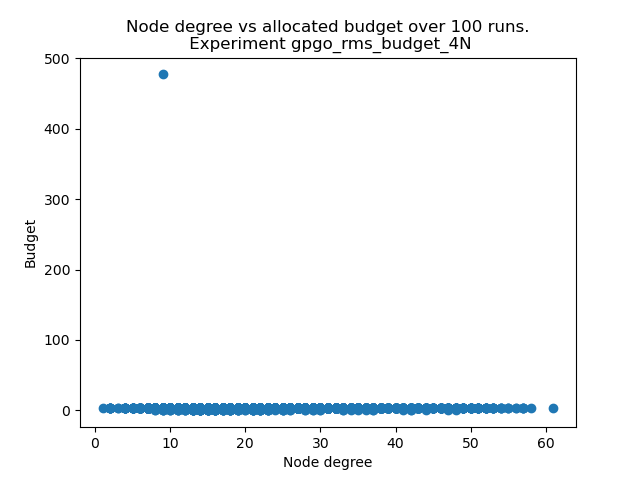 Node degree vs allocated budget over 100 runs.
Experiment gpgo_rms_budget_4N
500
400
300
200
100
0
Budget
0 10 20 30 40 50 60
Node degree